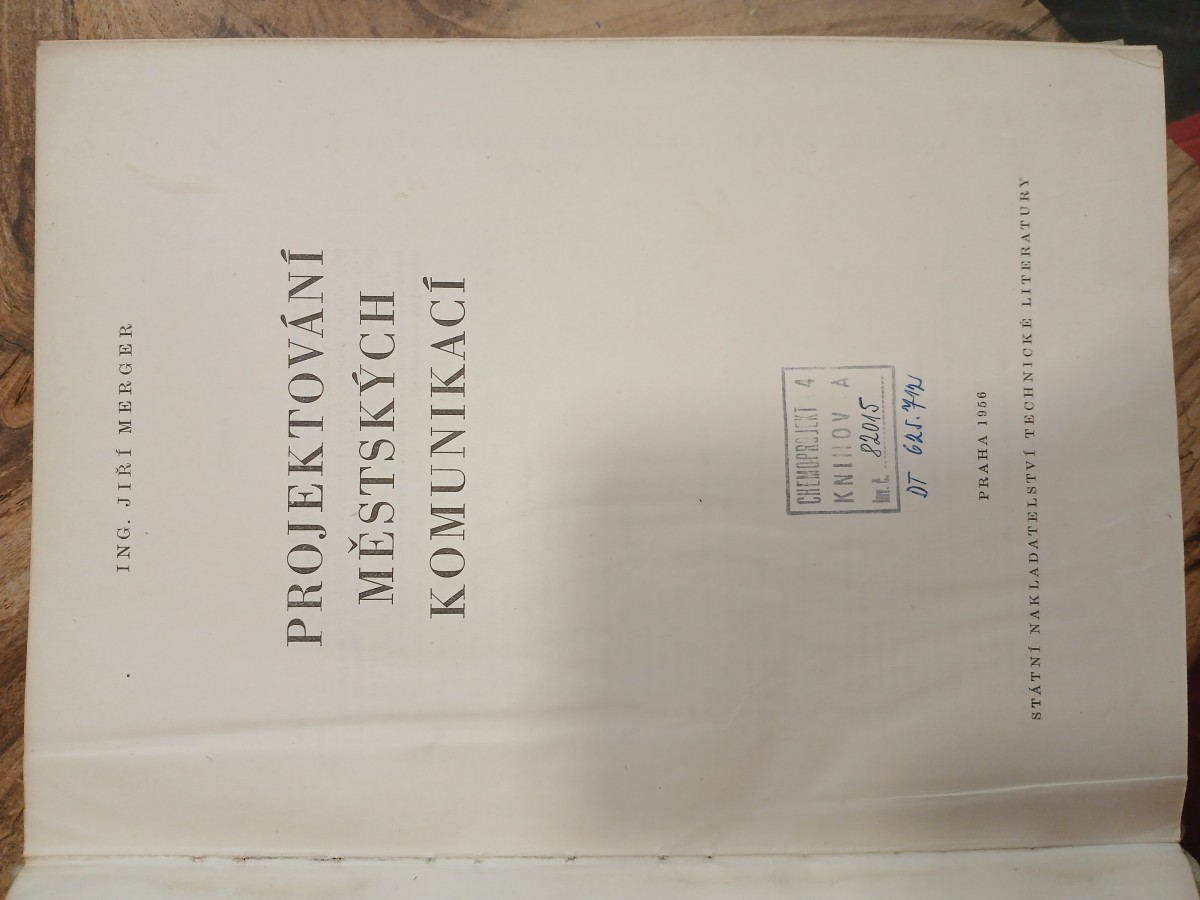 ING. JIŘÍ MERGER
PROJEKTOVÁNÍ
MĚSTSKÝCH
KOMUNIKACÍ
CHEMOPROJEKT 4
KNIHOV A
Inv. č. 82015
DT 625.712
PRAHA 1956
STÁTNÍ NAKLADATELSTVÍ TECHNICKÉ LITERATURY